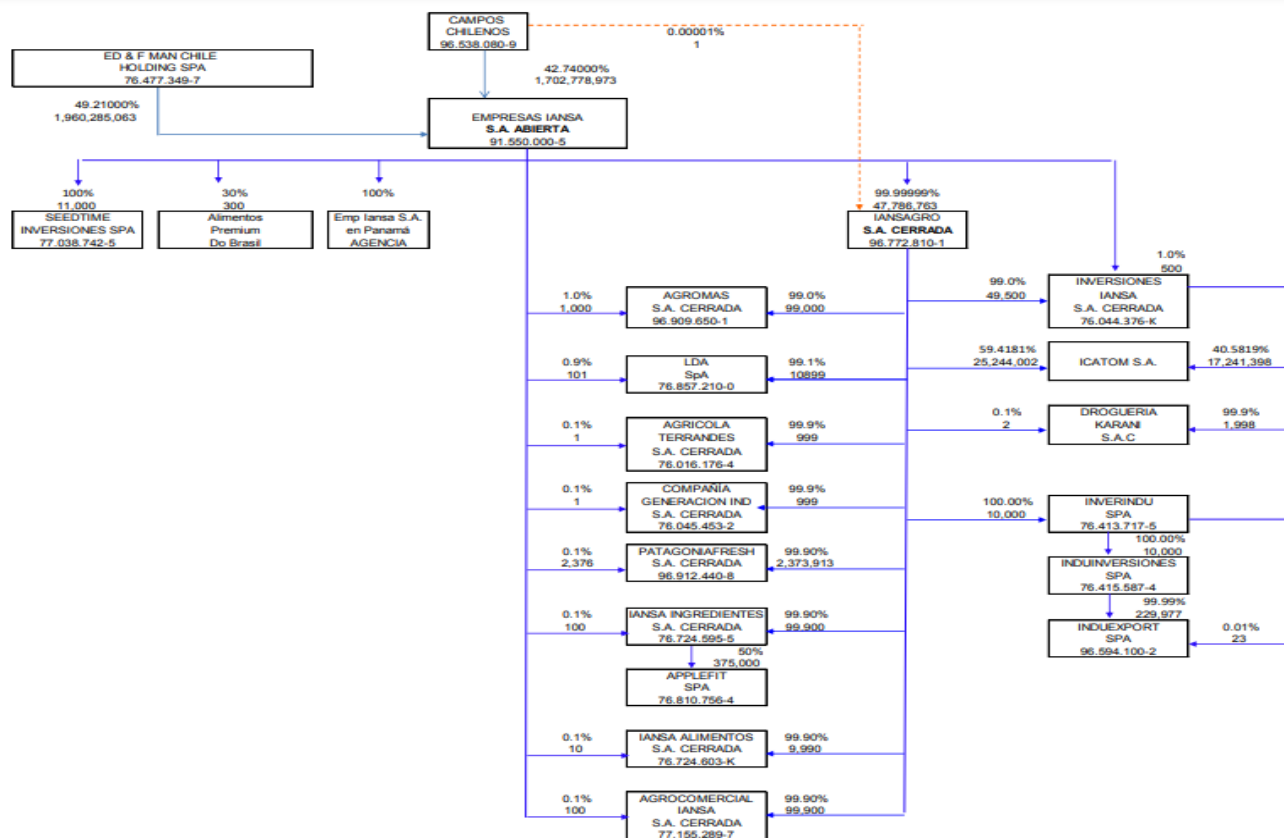 CAMPOS
CHILENOS
96.538.080-9
0.00001%
1
ED & F MAN CHILE
HOLDING SPA
76.477.349-7
42.74000%
1,702,778,973
49.21000%
1,960,285,063
EMPRESAS IANSA
S.A. ABIERTA
91.550.000-5
100%
11,000
30%
300
100%
99.99999%
47,786,763
SEEDTIME
INVERSIONES SPA
77.038.742-5
Alimentos
Premium
Do Brasil
Emp Iansa S.A.
en Panamá
AGENCIA
IANSAGRO
S.A. CERRADA
96.772.810-1
1.0%
500
1.0%
1,000
AGROMAS
S.A. CERRADA
96.909.650-1
99.0%
99,000
99.0%
49,500
INVERSIONES
IANSA
S.A. CERRADA
76.044.376-K
0.9%
101
LDA
SpA
76.857.210-0
99.1%
10899
59.4181%
25,244,002
ICATOM S.A.
40.5819%
17,241,398
0.1%
1
AGRICOLA
TERRANDES
S.A. CERRADA
76.016.176-4
99.9%
999
0.1%
2
DROGUERIA
KARANI
S.A.C
99.9%
1,998
0.1%
1
COMPAÑÍA
GENERACION IND
S.A. CERRADA
76.045.453-2
99.9%
999
100.00%
10,000
INVERINDU
SPA
76.413.717-5
100.00%
10,000
0.1%
2,376
PATAGONIAFRESH
S.A. CERRADA
96.912.440-8
99.90%
2,373,913
INDUINVERSIONES
SPA
76.415.587-4
99.99%
229,977
0.1%
100
IANSA INGREDIENTES
S.A. CERRADA
76.724.595-5
99.90%
99,900
INDUEXPORT
SPA
96.594.100-2
0.01%
23
50%
375,000
APPLEFIT
SPA
76.810.756-4
0.1%
10
IANSA ALIMENTOS
S.A. CERRADA
76.724.603-K
99.90%
9,990
0.1%
100
AGROCOMERCIAL
IANSA
S.A. CERRADA
77.155.289-7
99.90%
99,900